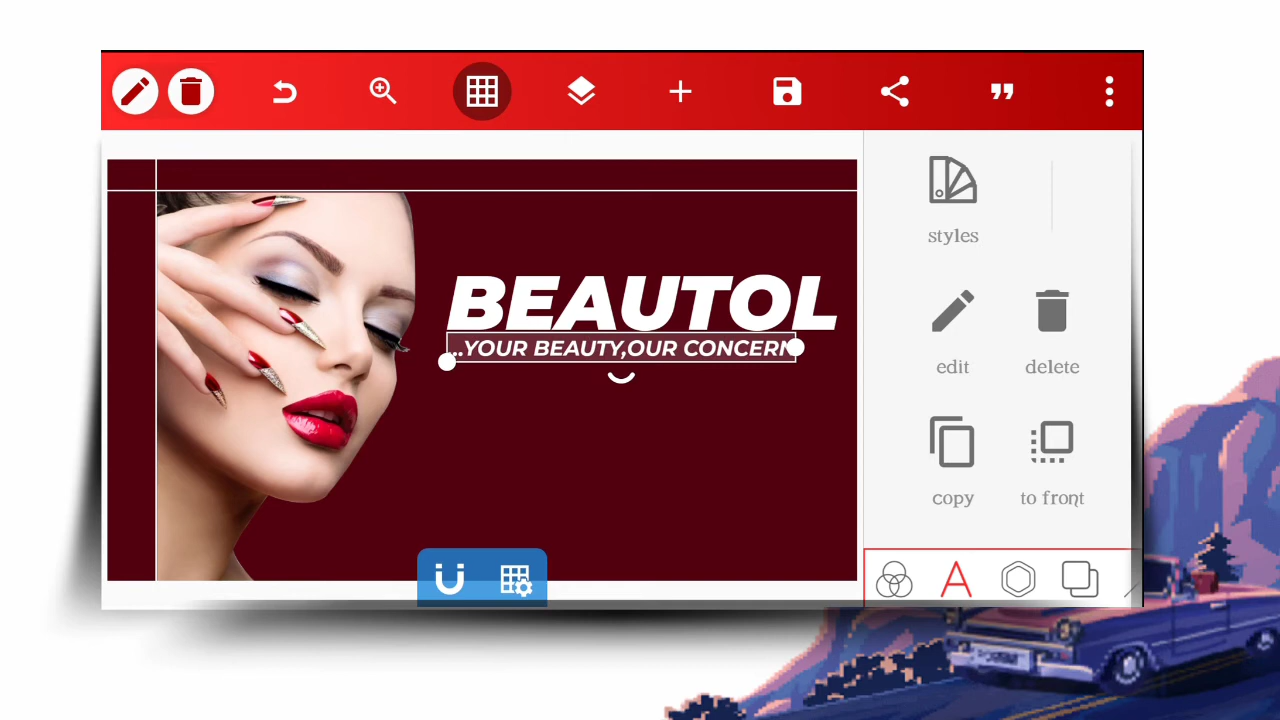 styles
BEAUTOL
...YOUR BEAUTY,OUR CONCERN
edit
delete
copy
to front